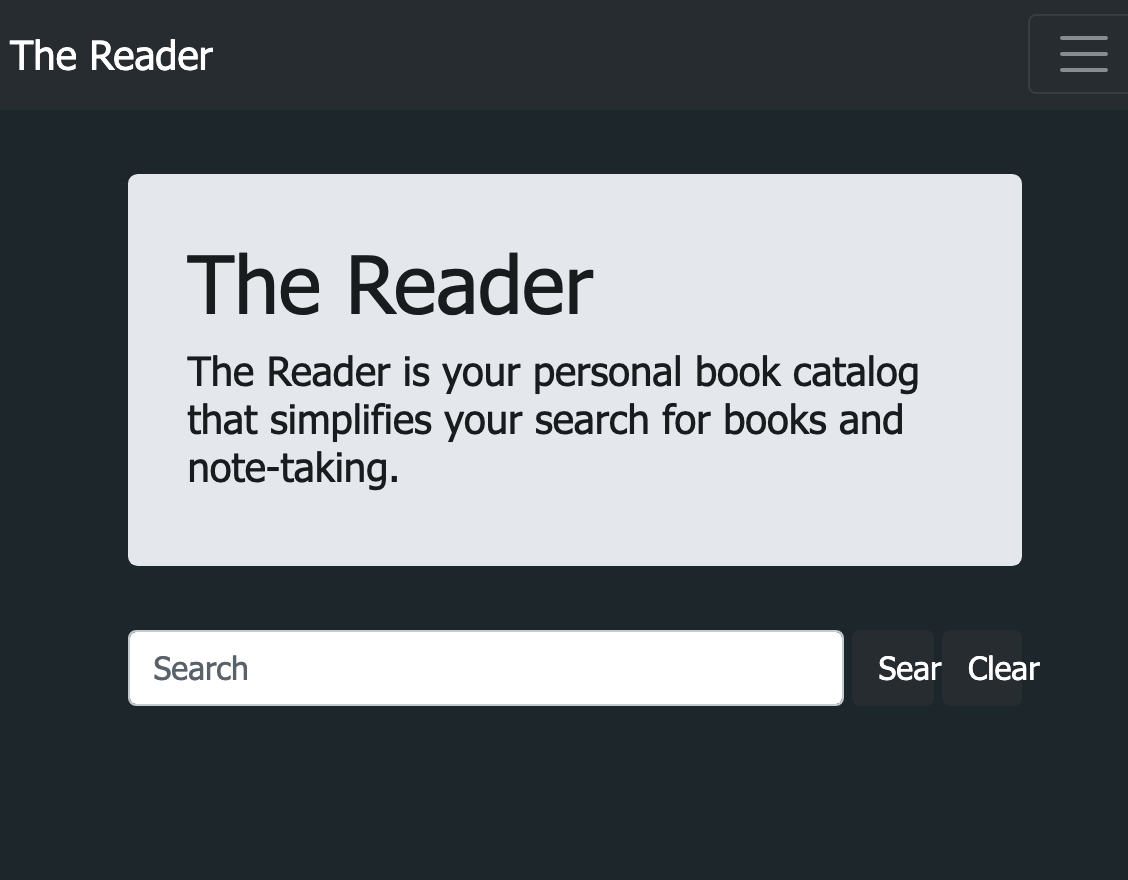 The Reader
The Reader
The Reader is your personal book catalog
that simplifies your search for books and
note-taking.
Search
Sear
Clear